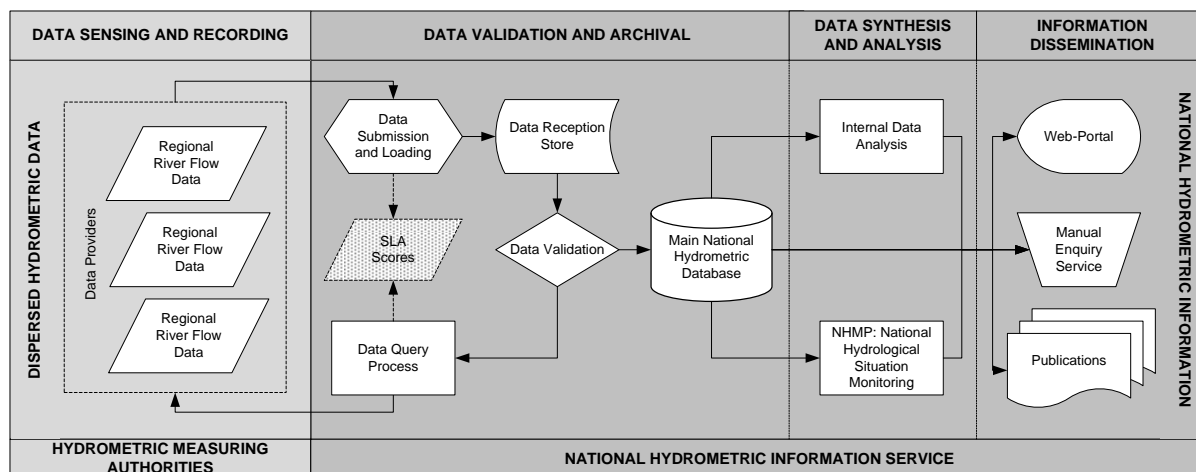 DATA SENSING AND RECORDING
DATA VALIDATION AND ARCHIVAL
DATA SYNTHESIS
AND ANALYSIS
INFORMATION
DISSEMINATION
DISPERSED HYDROMETRIC DATA
Data Providers
Regional
River Flow
Data
Regional
River Flow
Data
Regional
River Flow
Data
Data
Submission
and Loading
Data Reception
Store
SLA
Scores
Data Validation
Data Query
Process
Main National
Hydrometric
Database
Internal Data
Analysis
NHMP: National
Hydrological
Situation
Monitoring
Web-Portal
Manual
Enquiry
Service
Publications
NATIONAL HYDROMETRIC INFORMATION
HYDROMETRIC MEASURING
AUTHORITIES
NATIONAL HYDROMETRIC INFORMATION SERVICE